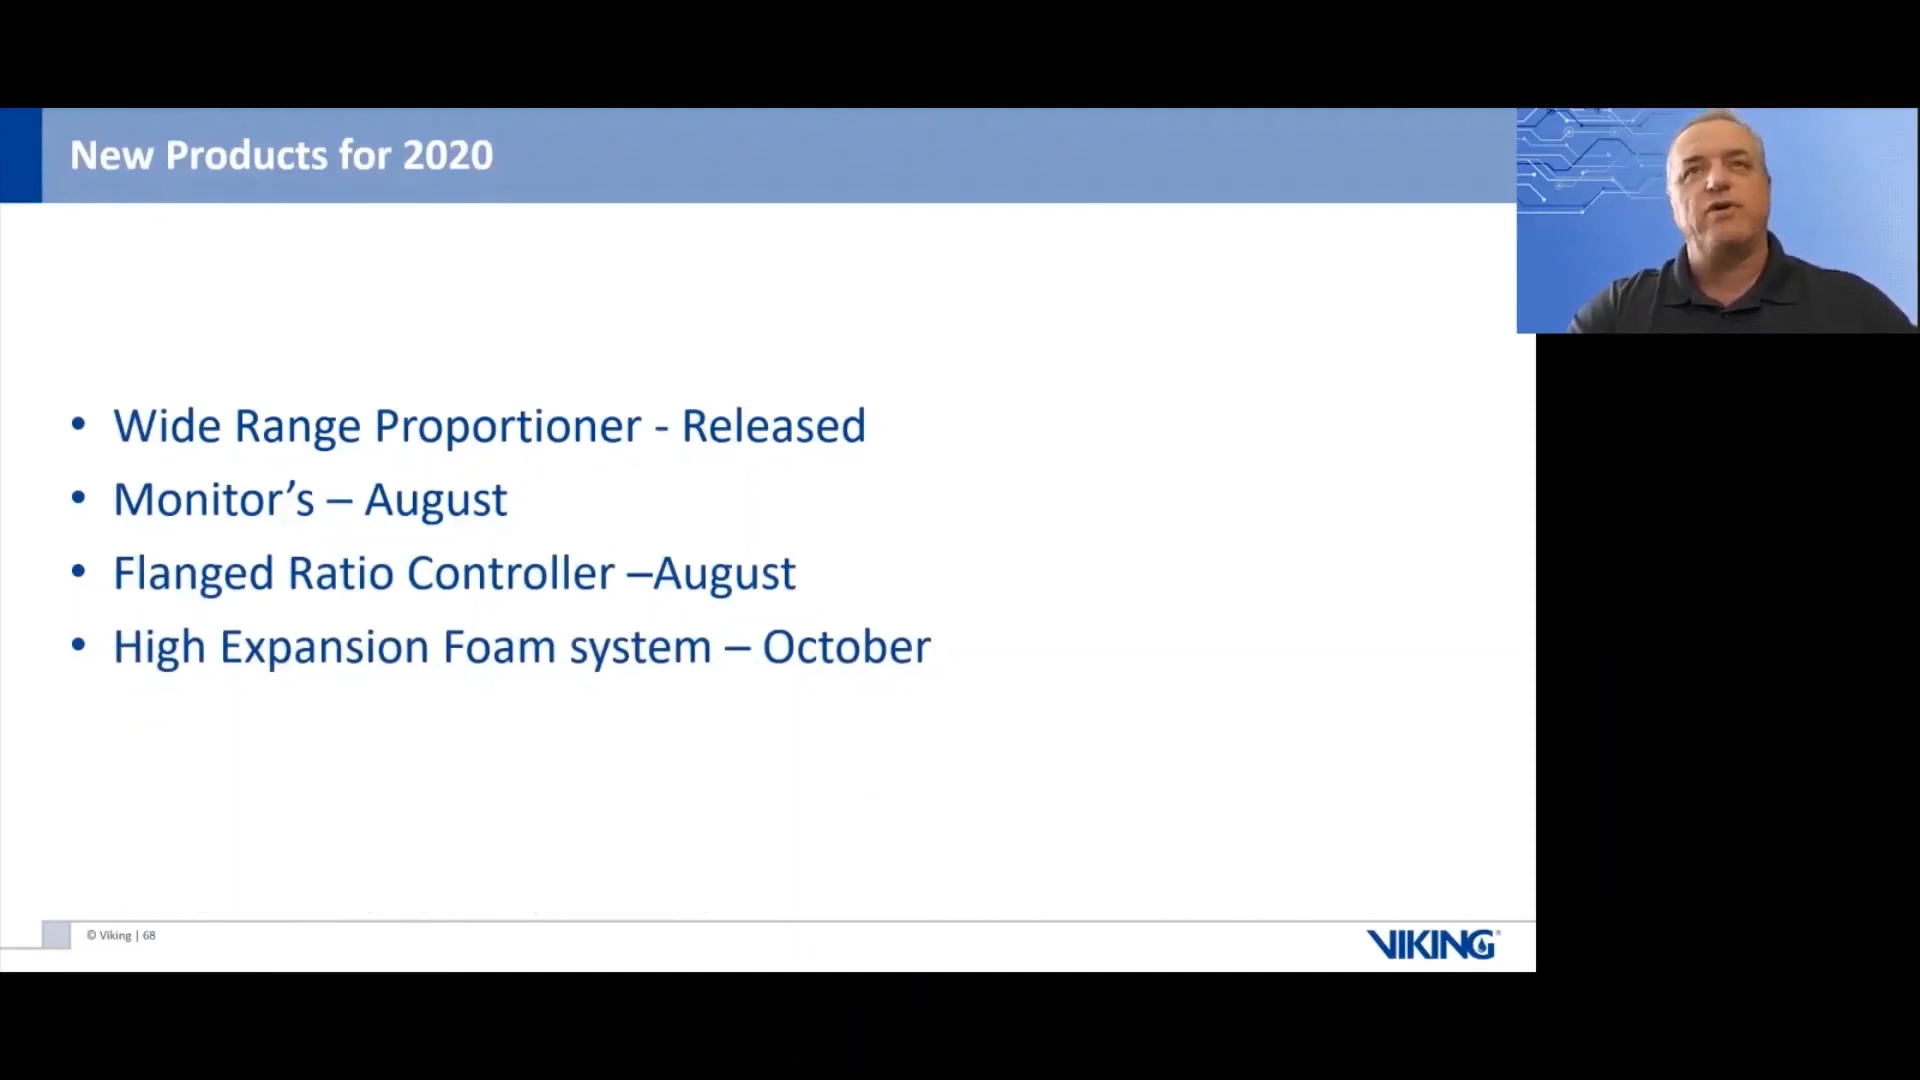 New Products for 2020
• Wide Range Proportioner - Released
• Monitor’s – August
• Flanged Ratio Controller –August
• High Expansion Foam system – October
© Viking | 68
VIKING®